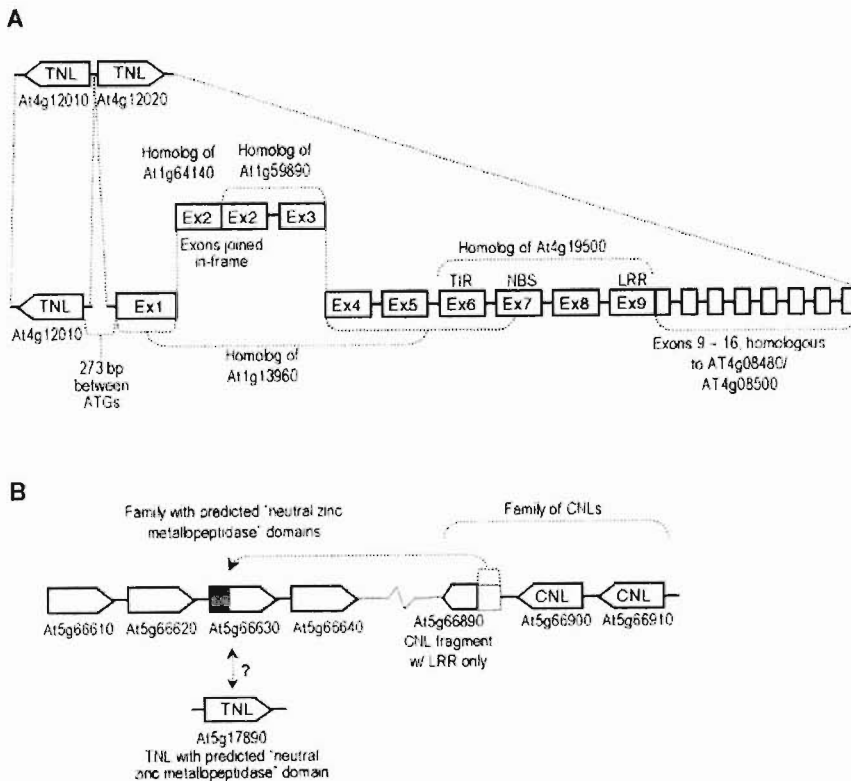 A
TNL TNL
At4g12010 At4g12020
Homolog of
At1g64140
Homolog of
At1g59890
Ex2 Ex2 Ex3
Exons joined
in-frame
Homolog of At4g19500
TIR NBS LRR
TNL Ex1 Ex4 Ex5 Ex6 Ex7 Ex8 Ex9
At4g12010
273 bp
between
ATGs
Homolog of
At1g13960
Exons 9 - 16, homologous
to AT4g08480/
AT4g08500
B
Family with predicted "neutral zinc
metallopeptidase" domains
Family of CNLs
CNL CNL
At5g66610 At5g66620 At5g66630 At5g66640 At5g66890 At5g66900 At5g66910
CNL fragment
w/ LRR only
?
TNL
At5g17890
TNL with predicted "neutral
zinc metallopeptidase" domain